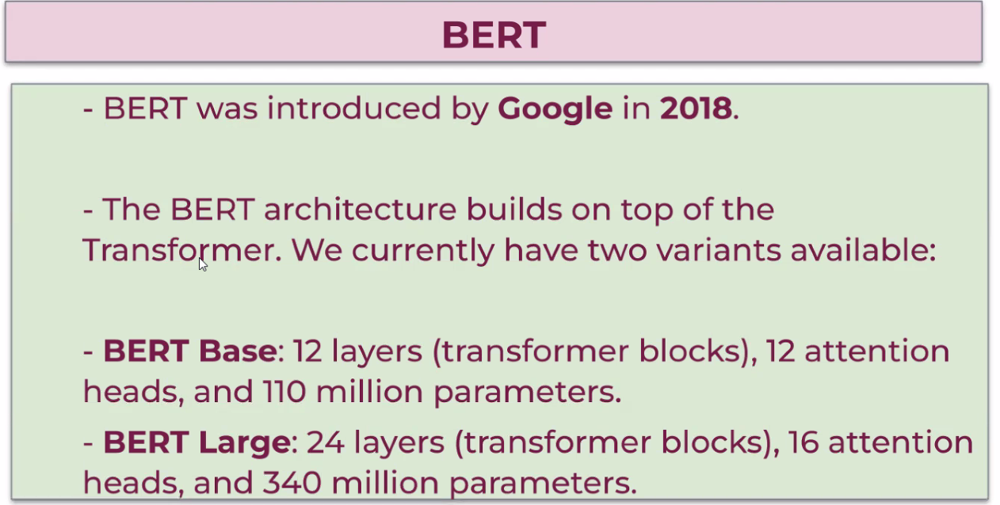 BERT
- BERT was introduced by Google in 2018.
- The BERT architecture builds on top of the
Transformer. We currently have two variants available:
- BERT Base: 12 layers (transformer blocks), 12 attention
heads, and 110 million parameters.
- BERT Large: 24 layers (transformer blocks), 16 attention
heads, and 340 million parameters.